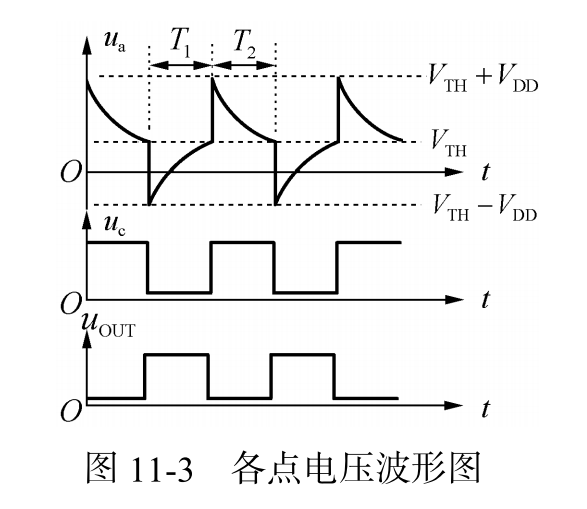 u_a
T_1 T_2
V_TH + V_DD
V_TH
O t
V_TH − V_DD
u_c
O t
u_OUT
O t
图 11-3 各点电压波形图